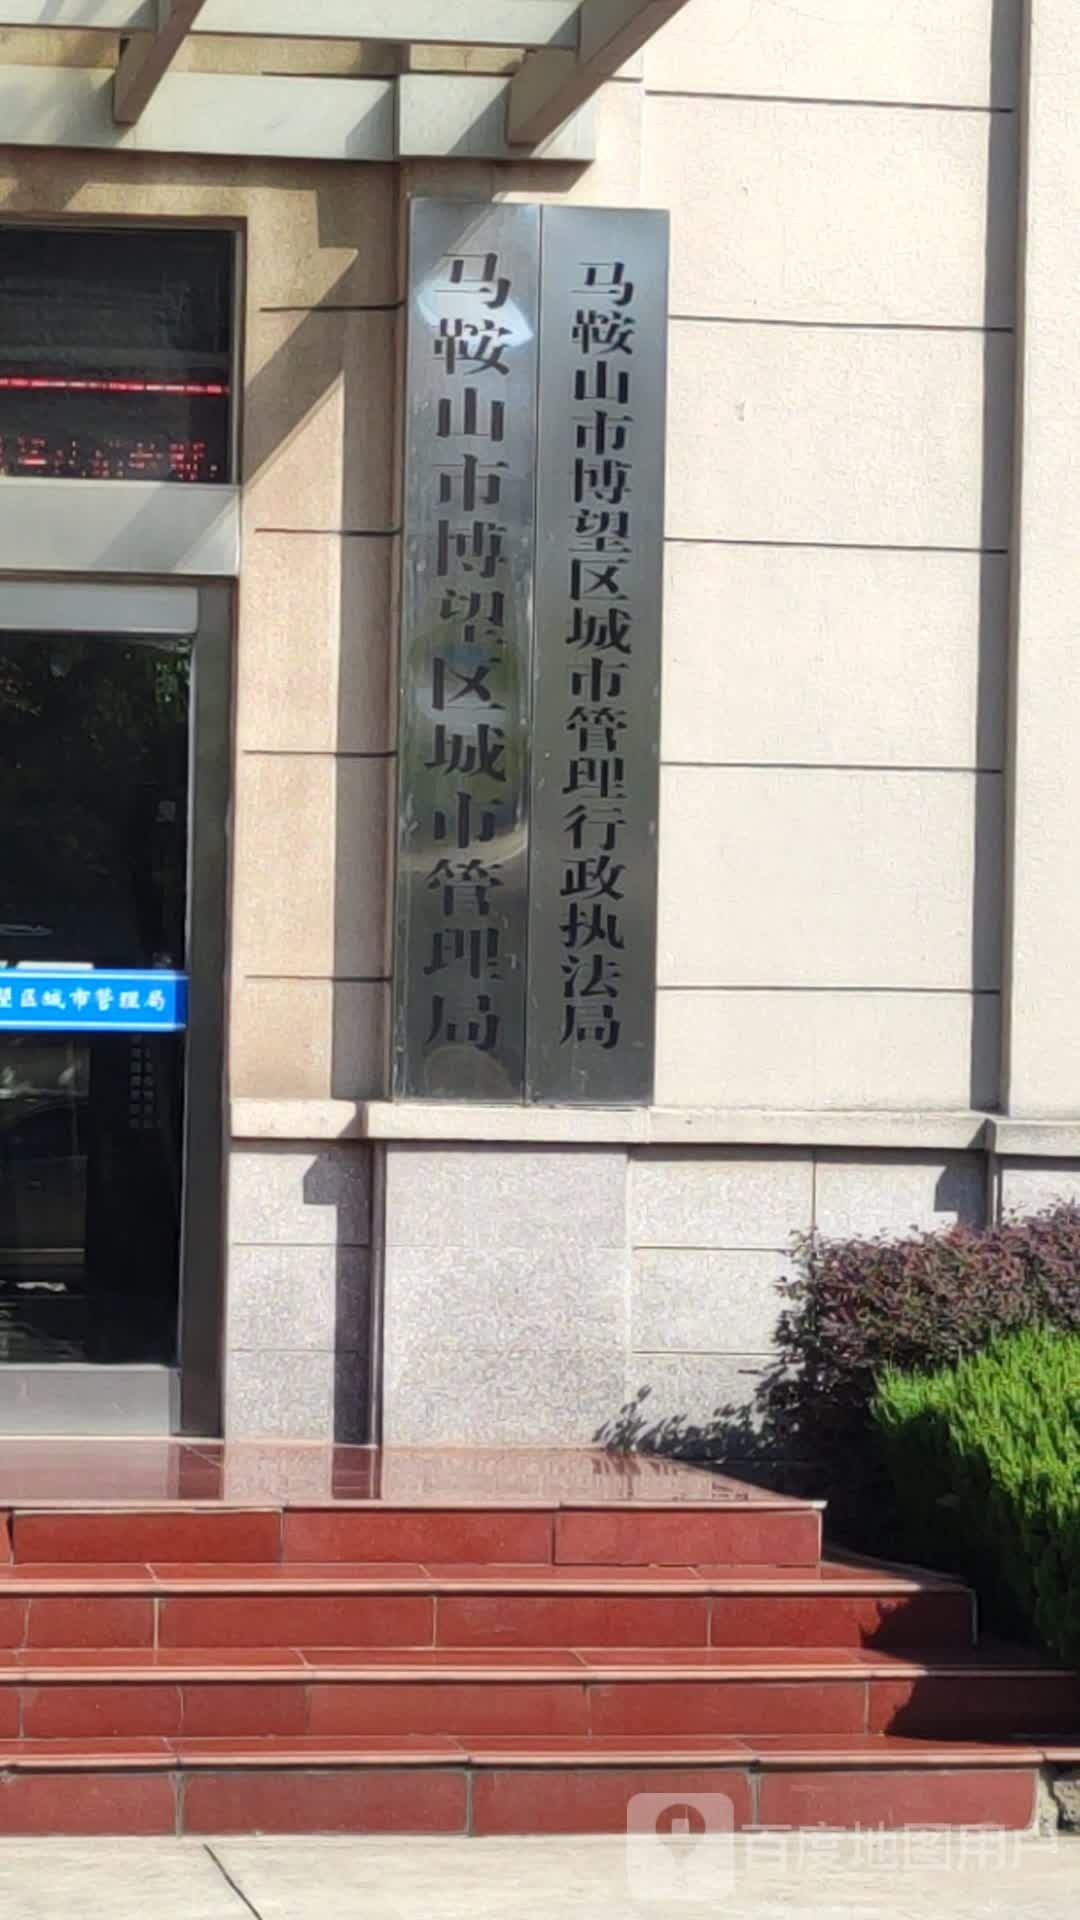 马鞍山市博望区城市管理局
马鞍山市博望区城市管理行政执法局
望区城市管理局
百度地图用户